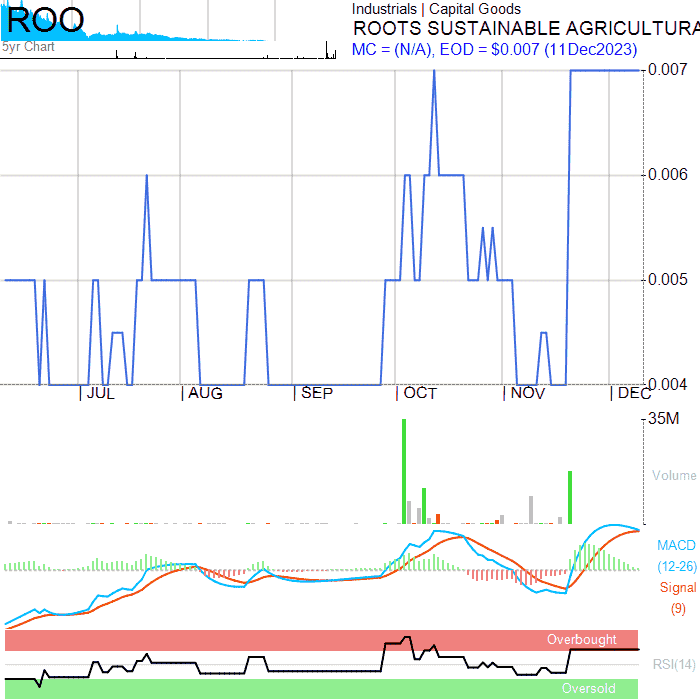 ROO
5yr Chart
Industrials | Capital Goods
ROOTS SUSTAINABLE AGRICULTURA
MC = (N/A), EOD = $0.007 (11Dec2023)
0.007
0.006
0.005
0.004
JUL AUG SEP OCT NOV DEC
35M
Volume
MACD
(12-26)
Signal
(9)
Overbought
RSI(14)
Oversold